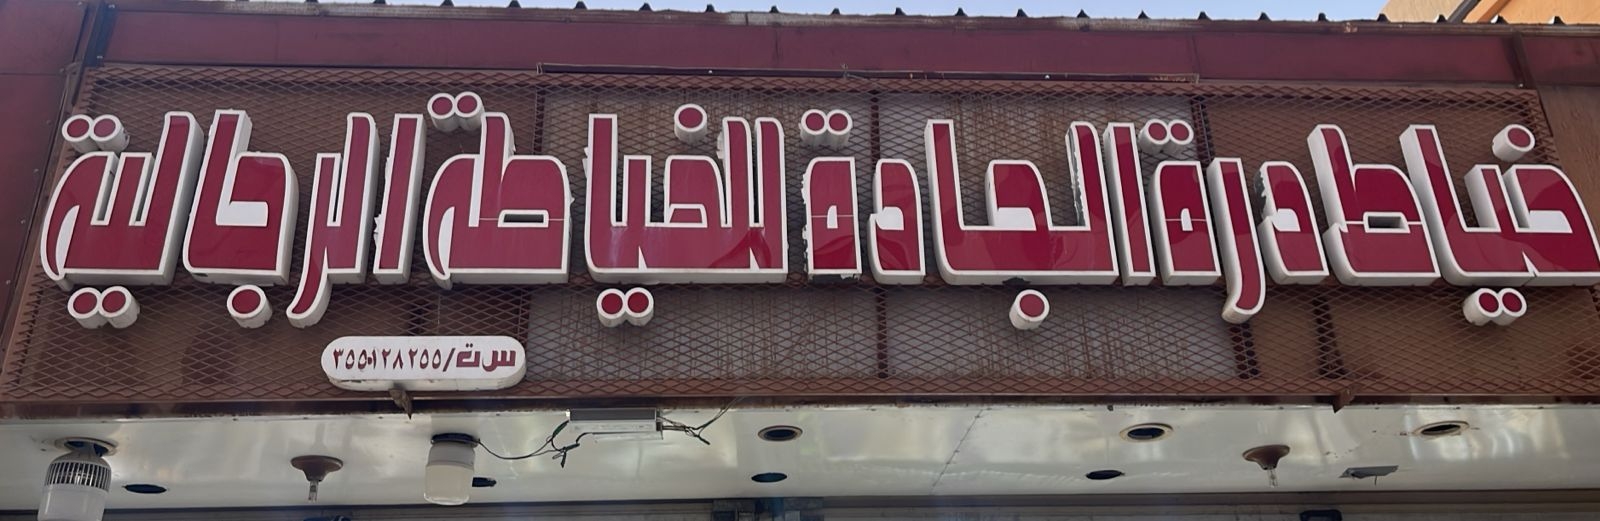 خياط درة الجادة للخياطة الرجالية
س ت/٣٥٥٠١٢٨٢٥٥